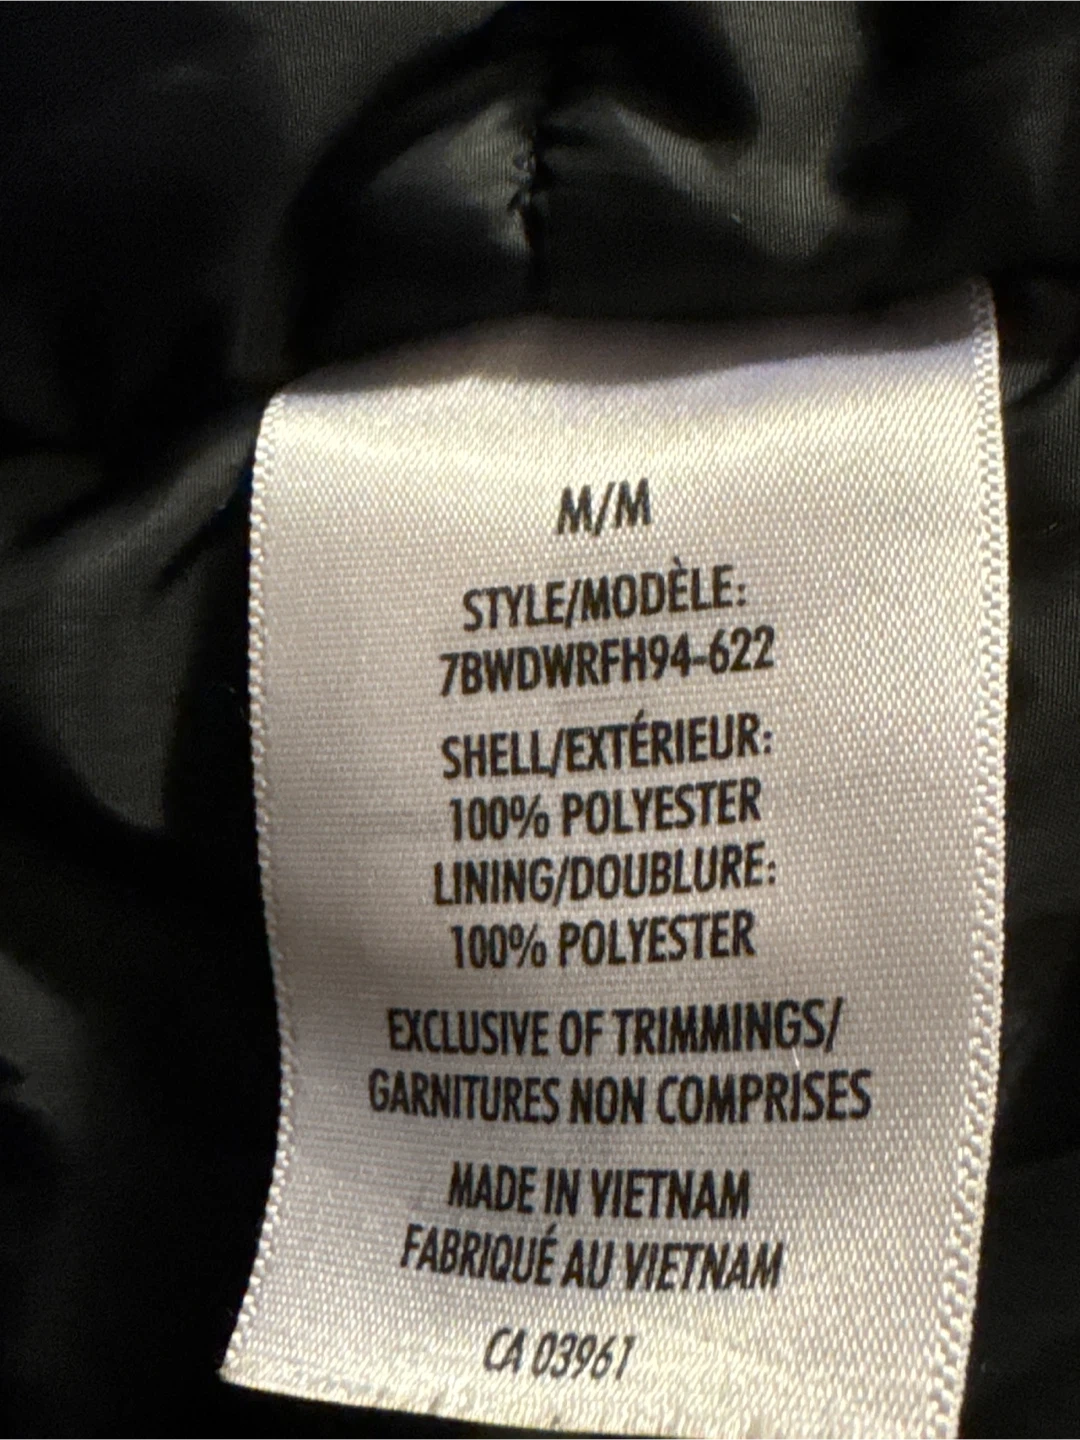 M/M
STYLE/MODÈLE:
7BWDWRFH94-622
SHELL/EXTÉRIEUR:
100% POLYESTER
LINING/DOUBLURE:
100% POLYESTER
EXCLUSIVE OF TRIMMINGS/
GARNITURES NON COMPRISES
MADE IN VIETNAM
FABRIQUÉ AU VIETNAM
CA 03961